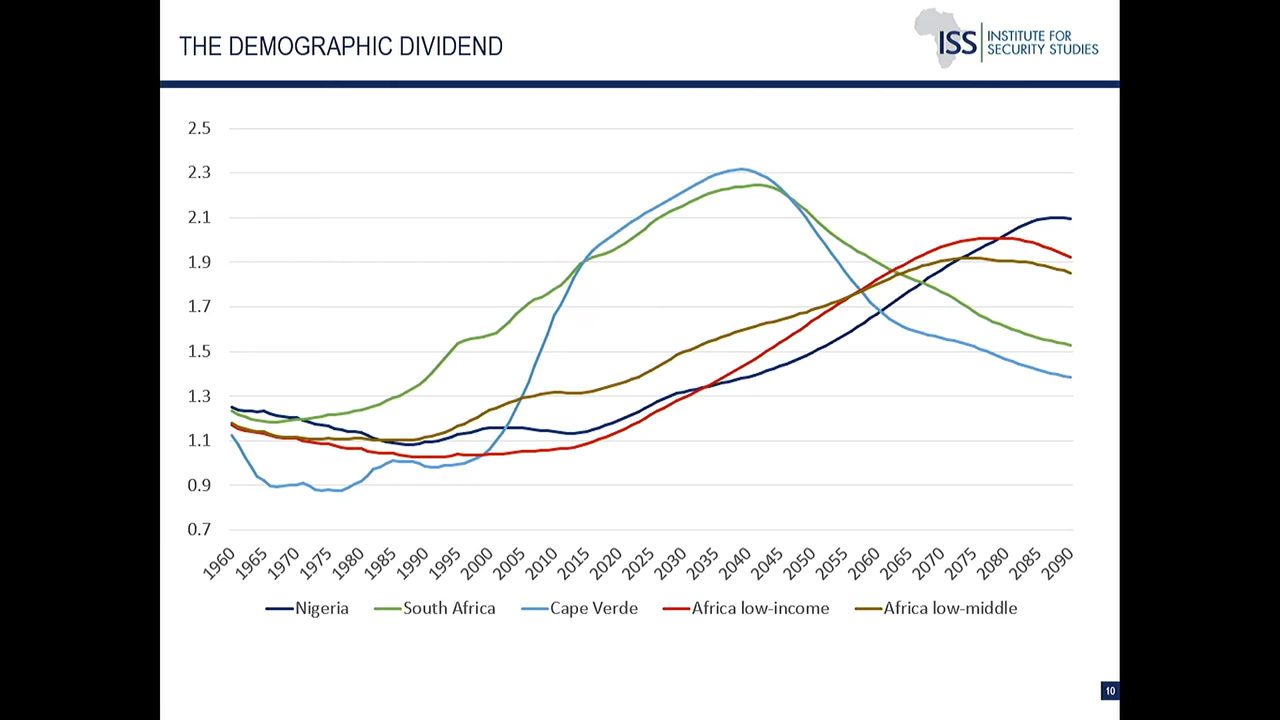 THE DEMOGRAPHIC DIVIDEND
ISS INSTITUTE FOR
SECURITY STUDIES
2.5
2.3
2.1
1.9
1.7
1.5
1.3
1.1
0.9
0.7
1960 1965 1970 1975 1980 1985 1990 1995 2000 2005 2010 2015 2020 2025 2030 2035 2040 2045 2050 2055 2060 2065 2070 2075 2080 2085 2090
Nigeria South Africa Cape Verde Africa low-income Africa low-middle
10